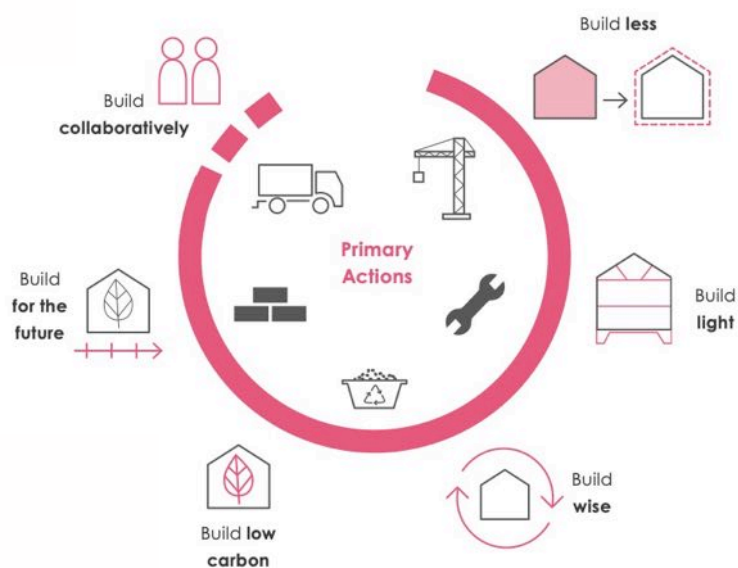 Build less
Build
collaboratively
Primary
Actions
Build
for the
future
Build
light
Build
wise
Build low
carbon